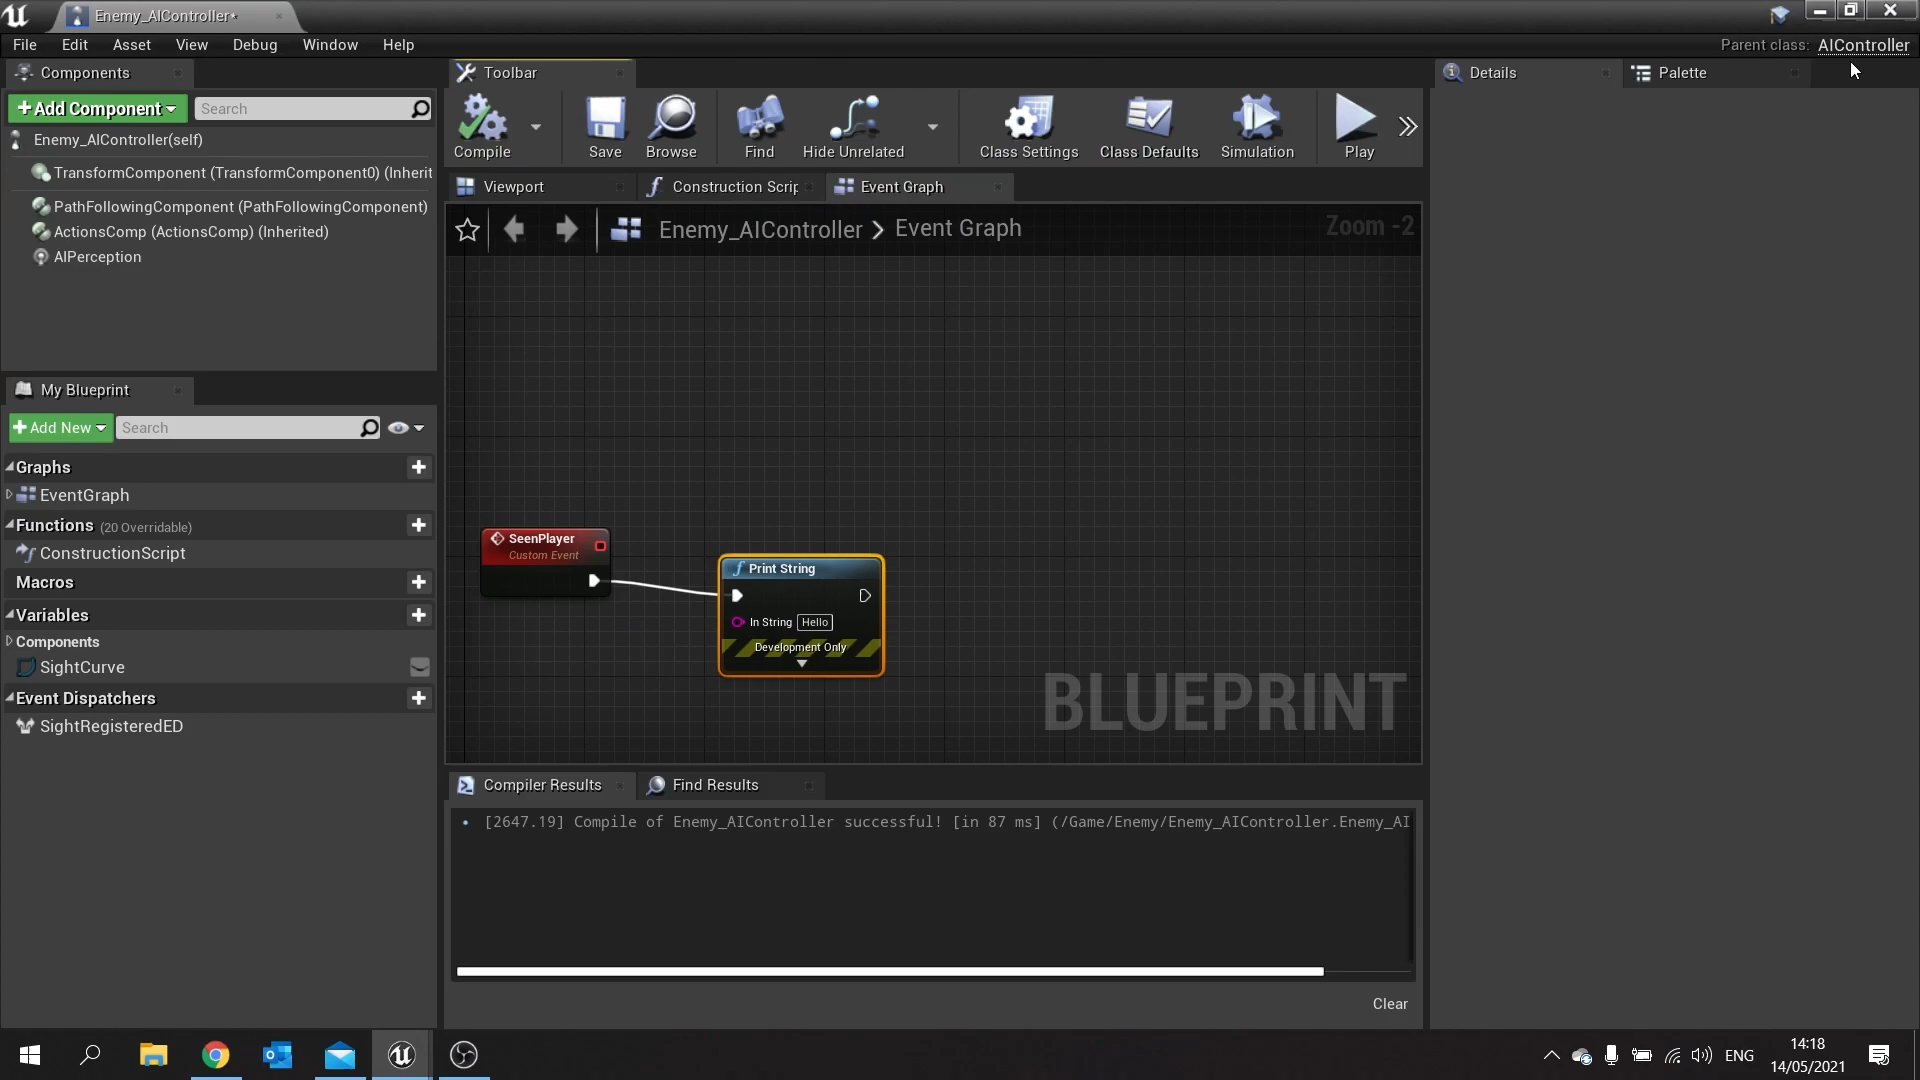 Enemy_AIController*
File Edit Asset View Debug Window Help
Parent class: AIController
Components
+Add Component
Search
Enemy_AIController(self)
TransformComponent (TransformComponent0) (Inherit
PathFollowingComponent (PathFollowingComponent)
ActionsComp (ActionsComp) (Inherited)
AIPerception
My Blueprint
+Add New
Search
Graphs
EventGraph
Functions (20 Overridable)
ConstructionScript
Macros
Variables
Components
SightCurve
Event Dispatchers
SightRegisteredED
Toolbar
Compile
Save
Browse
Find
Hide Unrelated
Class Settings
Class Defaults
Simulation
Play
Viewport
Construction Scrip
Event Graph
Enemy_AIController > Event Graph
Zoom -2
SeenPlayer
Custom Event
Print String
In String Hello
Development Only
BLUEPRINT
Compiler Results
Find Results
[2647.19] Compile of Enemy_AIController successful! [in 87 ms] (/Game/Enemy/Enemy_AIController.Enemy_AI
Clear
Details
Palette
ENG
14:18
14/05/2021